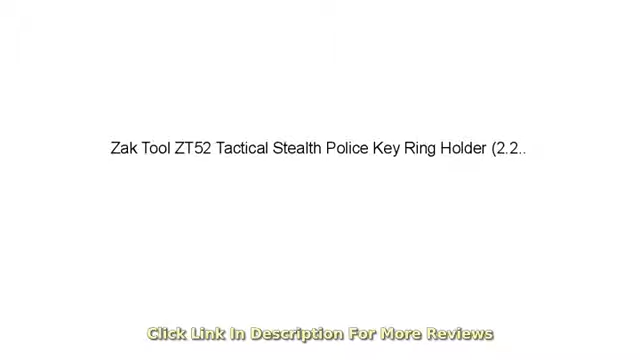 Zak Tool ZT52 Tactical Stealth Police Key Ring Holder (2.2..
Click Link In Description For More Reviews